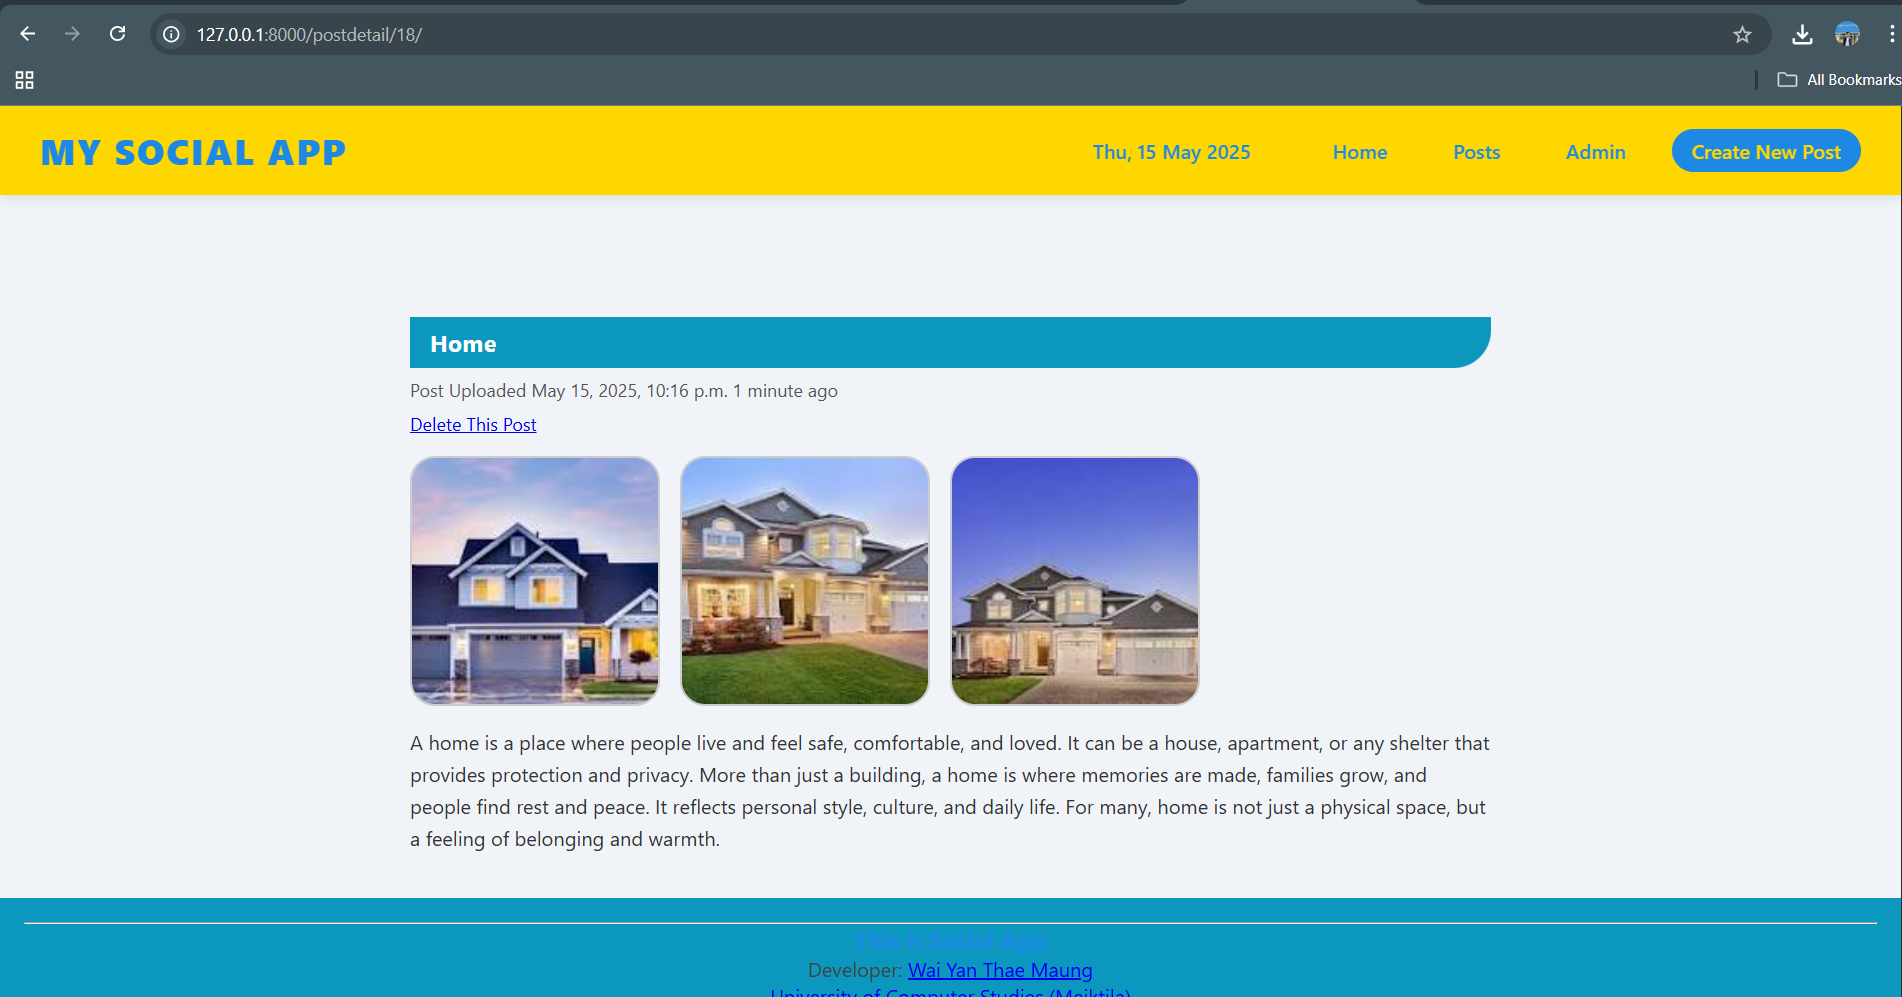 127.0.0.1:8000/postdetail/18/
All Bookmarks
MY SOCIAL APP
Thu, 15 May 2025
Home
Posts
Admin
Create New Post
Home
Post Uploaded May 15, 2025, 10:16 p.m. 1 minute ago
Delete This Post
A home is a place where people live and feel safe, comfortable, and loved. It can be a house, apartment, or any shelter that
provides protection and privacy. More than just a building, a home is where memories are made, families grow, and
people find rest and peace. It reflects personal style, culture, and daily life. For many, home is not just a physical space, but
a feeling of belonging and warmth.
This is Social App
Developer: Wai Yan Thae Maung
University of Computer Studies (Meiktila)